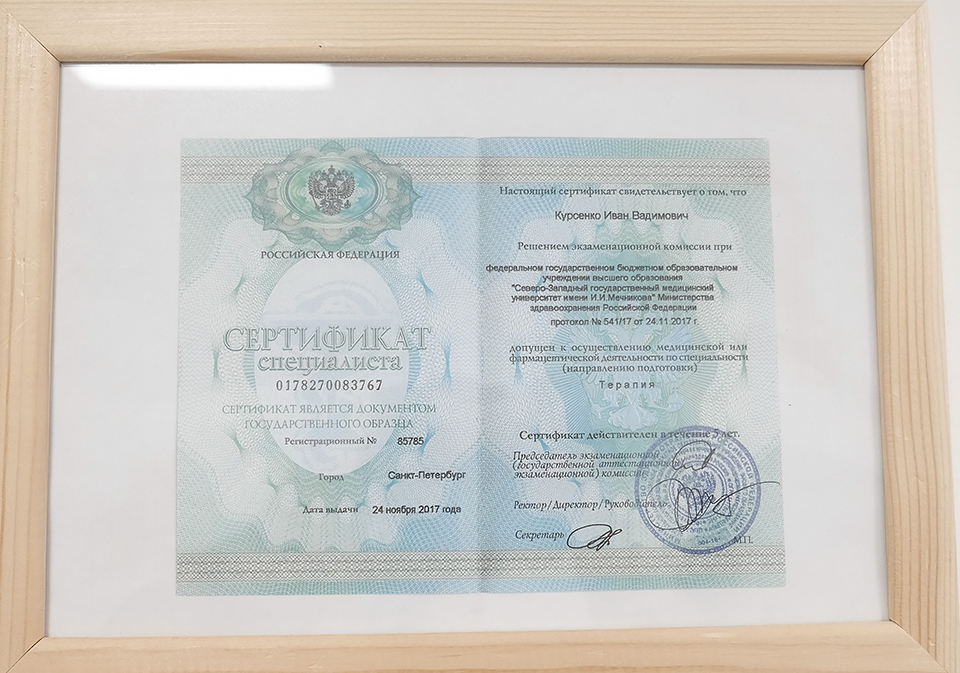 РОССИЙСКАЯ ФЕДЕРАЦИЯ
СЕРТИФИКАТ
специалиста
0178270083767
СЕРТИФИКАТ ЯВЛЯЕТСЯ ДОКУМЕНТОМ
ГОСУДАРСТВЕННОГО ОБРАЗЦА
Регистрационный № 85785
Город Санкт-Петербург
Дата выдачи 24 ноября 2017 года
Настоящий сертификат свидетельствует о том, что
Курсенко Иван Вадимович
Решением экзаменационной комиссии при
федеральном государственном бюджетном образовательном
учреждении высшего образования
"Северо-Западный государственный медицинский
университет имени И.И.Мечникова" Министерства
здравоохранения Российской Федерации
протокол № 541/17 от 24.11.2017 г.
допущен к осуществлению медицинской или
фармацевтической деятельности по специальности
(направлению подготовки)
Терапия
Сертификат действителен в течение 5 лет.
Председатель экзаменационной
(государственной аттестационной
экзаменационной) комиссии
Ректор/Директор/Руководитель
Секретарь
М.П.